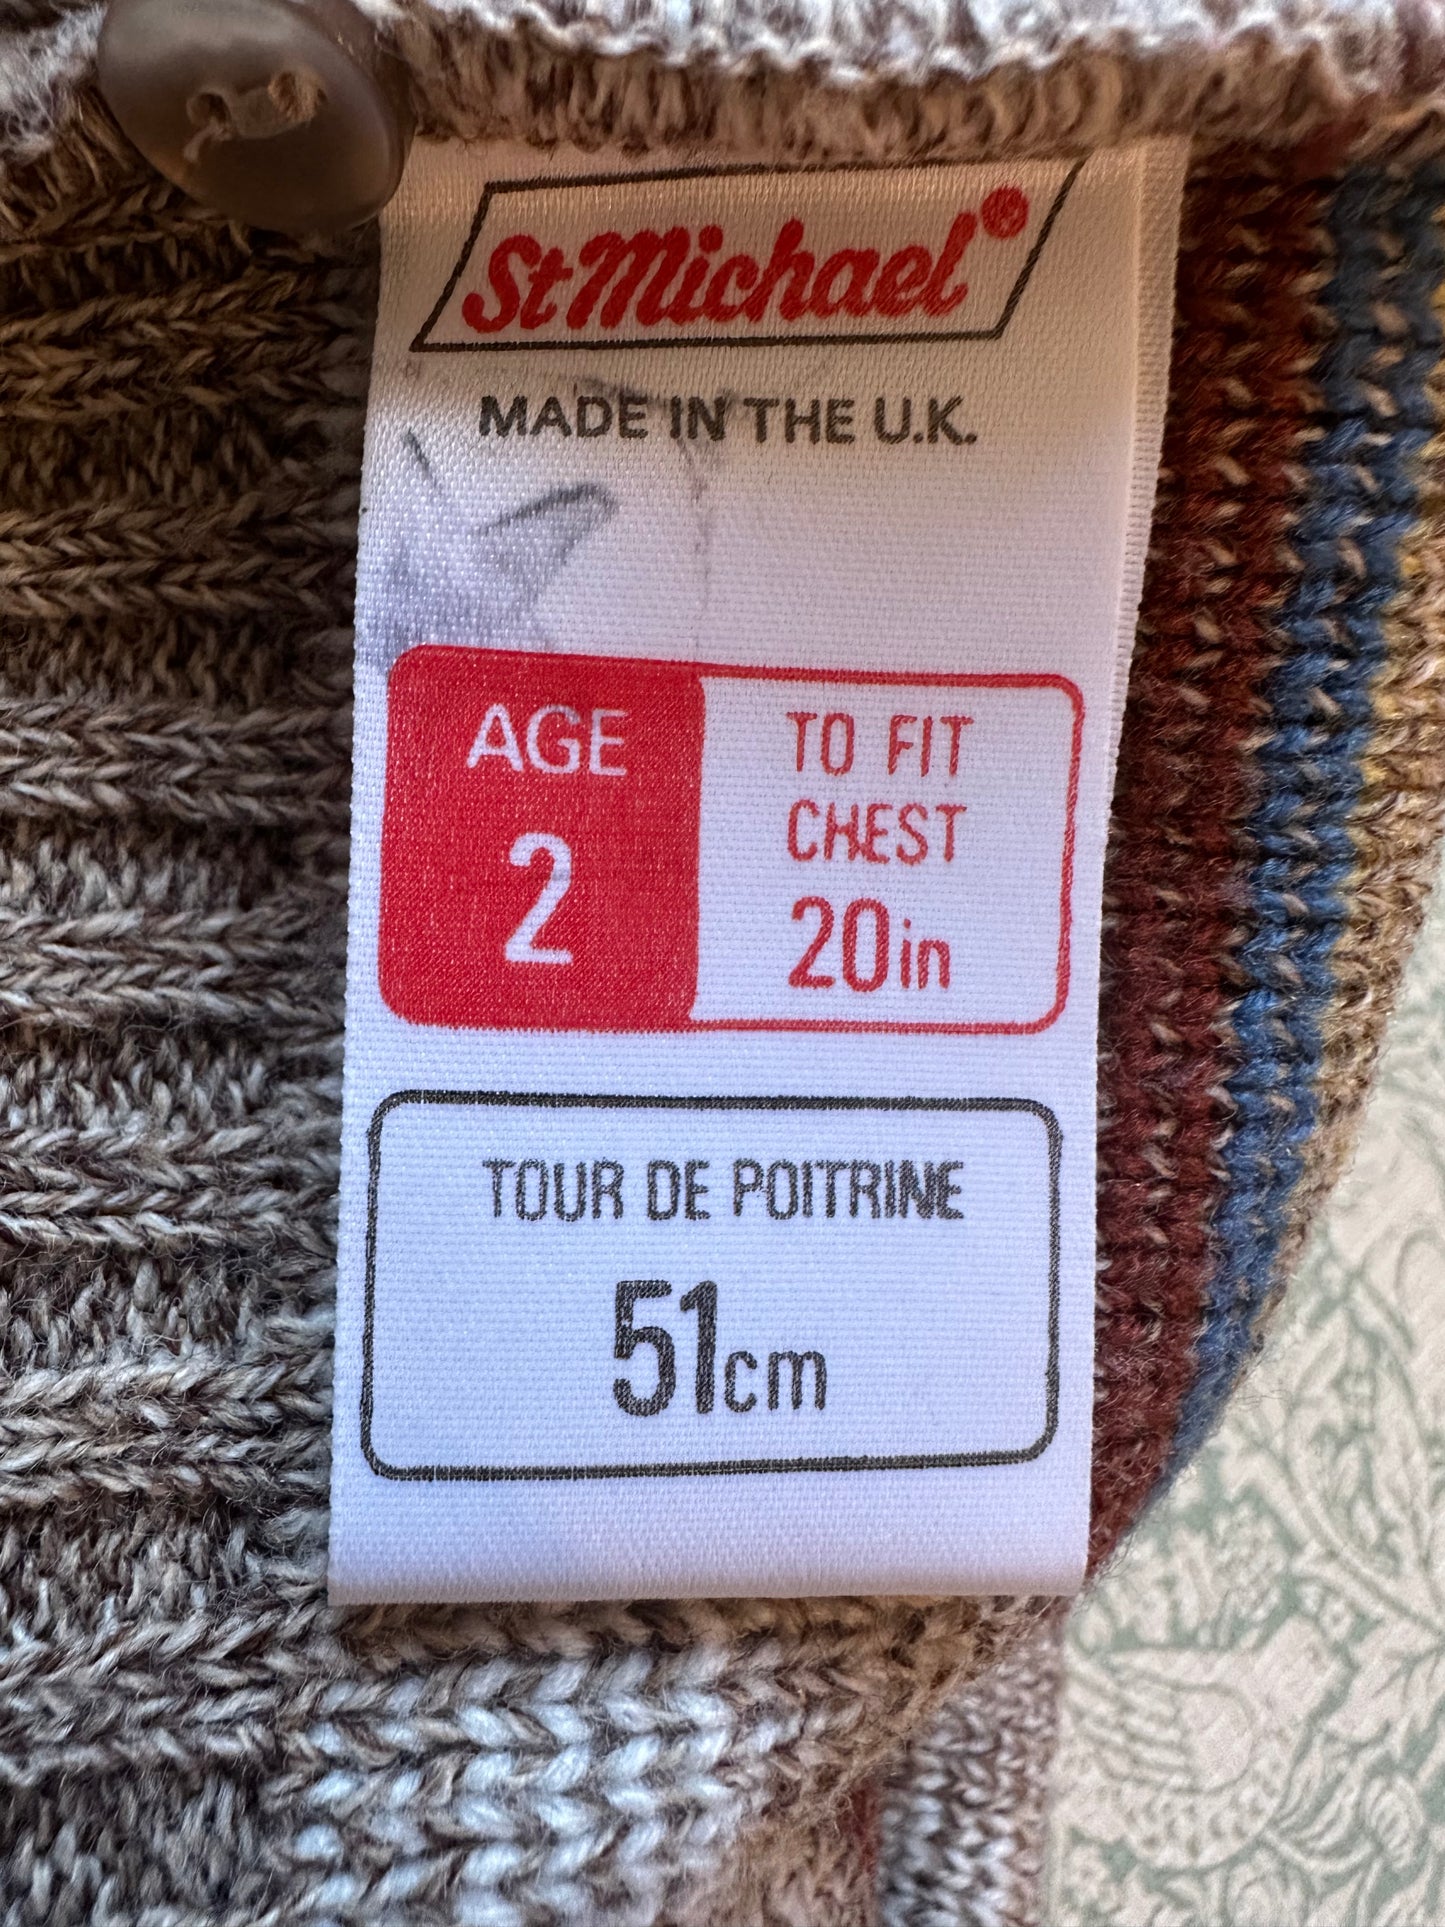 St Michael®
MADE IN THE U.K.
AGE
2
TO FIT
CHEST
20in
TOUR DE POITRINE
51cm